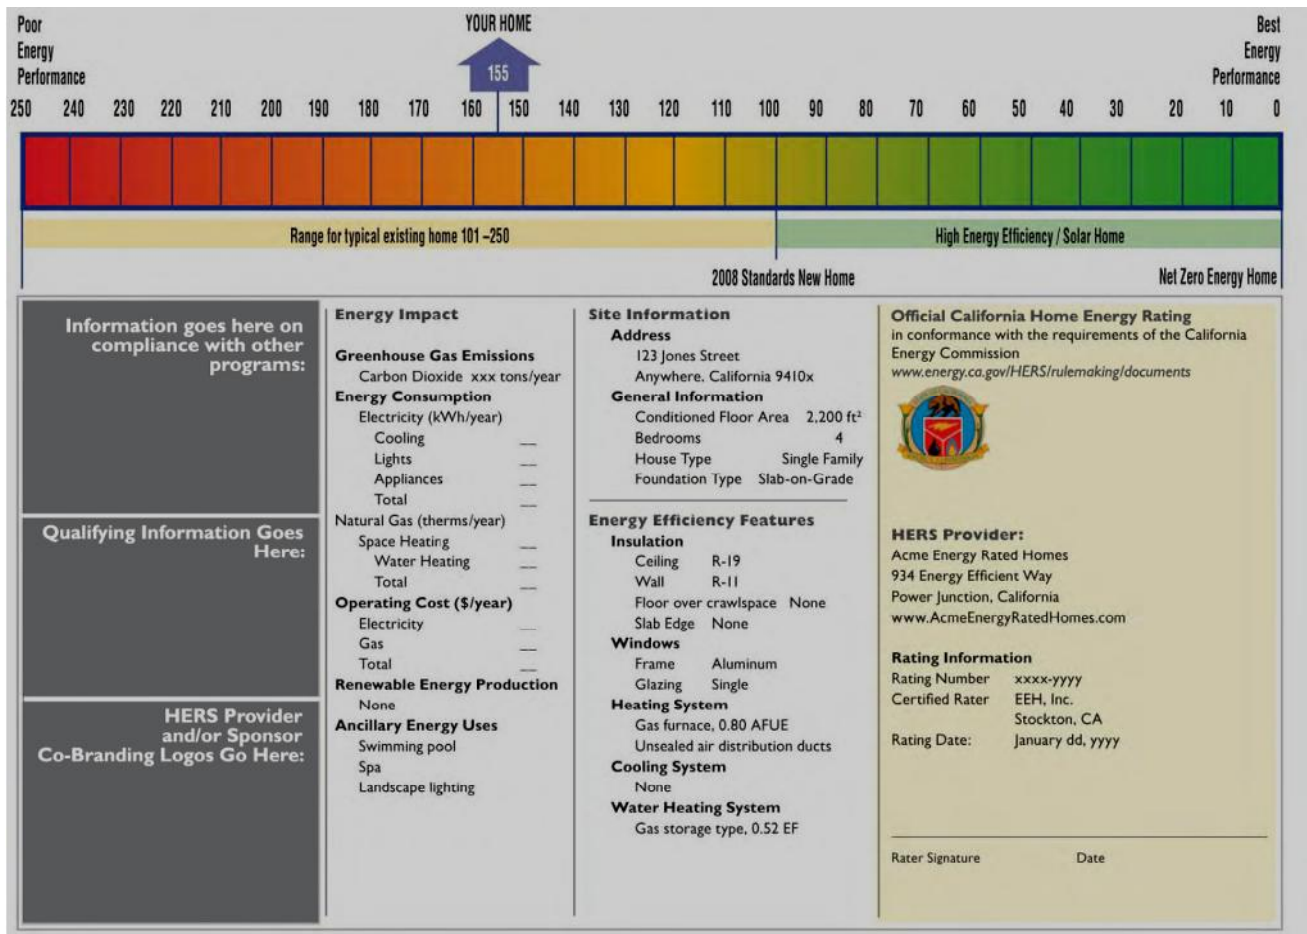 Poor
Energy
Performance
YOUR HOME
155
Best
Energy
Performance
250 240 230 220 210 200 190 180 170 160 150 140 130 120 110 100 90 80 70 60 50 40 30 20 10 0
Range for typical existing home 101 –250
High Energy Efficiency / Solar Home
2008 Standards New Home
Net Zero Energy Home
Information goes here on
compliance with other
programs:
Qualifying Information Goes
Here:
HERS Provider
and/or Sponsor
Co-Branding Logos Go Here:
Energy Impact
Greenhouse Gas Emissions
Carbon Dioxide xxx tons/year
Energy Consumption
Electricity (kWh/year)
Cooling __
Lights __
Appliances __
Total __
Natural Gas (therms/year)
Space Heating __
Water Heating __
Total __
Operating Cost ($/year)
Electricity __
Gas __
Total __
Renewable Energy Production
None
Ancillary Energy Uses
Swimming pool
Spa
Landscape lighting
Site Information
Address
123 Jones Street
Anywhere, California 9410x
General Information
Conditioned Floor Area 2,200 ft²
Bedrooms 4
House Type Single Family
Foundation Type Slab-on-Grade
Energy Efficiency Features
Insulation
Ceiling R-19
Wall R-11
Floor over crawlspace None
Slab Edge None
Windows
Frame Aluminum
Glazing Single
Heating System
Gas furnace, 0.80 AFUE
Unsealed air distribution ducts
Cooling System
None
Water Heating System
Gas storage type, 0.52 EF
Official California Home Energy Rating
in conformance with the requirements of the California
Energy Commission
www.energy.ca.gov/HERS/rulemaking/documents
HERS Provider:
Acme Energy Rated Homes
934 Energy Efficient Way
Power Junction, California
www.AcmeEnergyRatedHomes.com
Rating Information
Rating Number xxxx-yyyy
Certified Rater EEH, Inc.
Stockton, CA
Rating Date: January dd, yyyy
Rater Signature Date